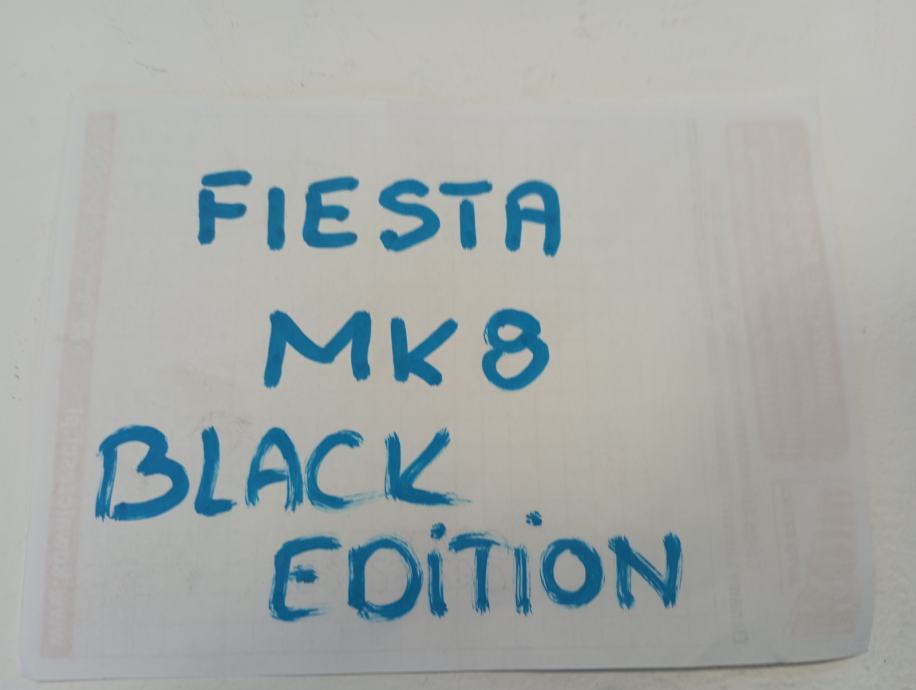 FIESTA
MK8
BLACK
EDiTiON